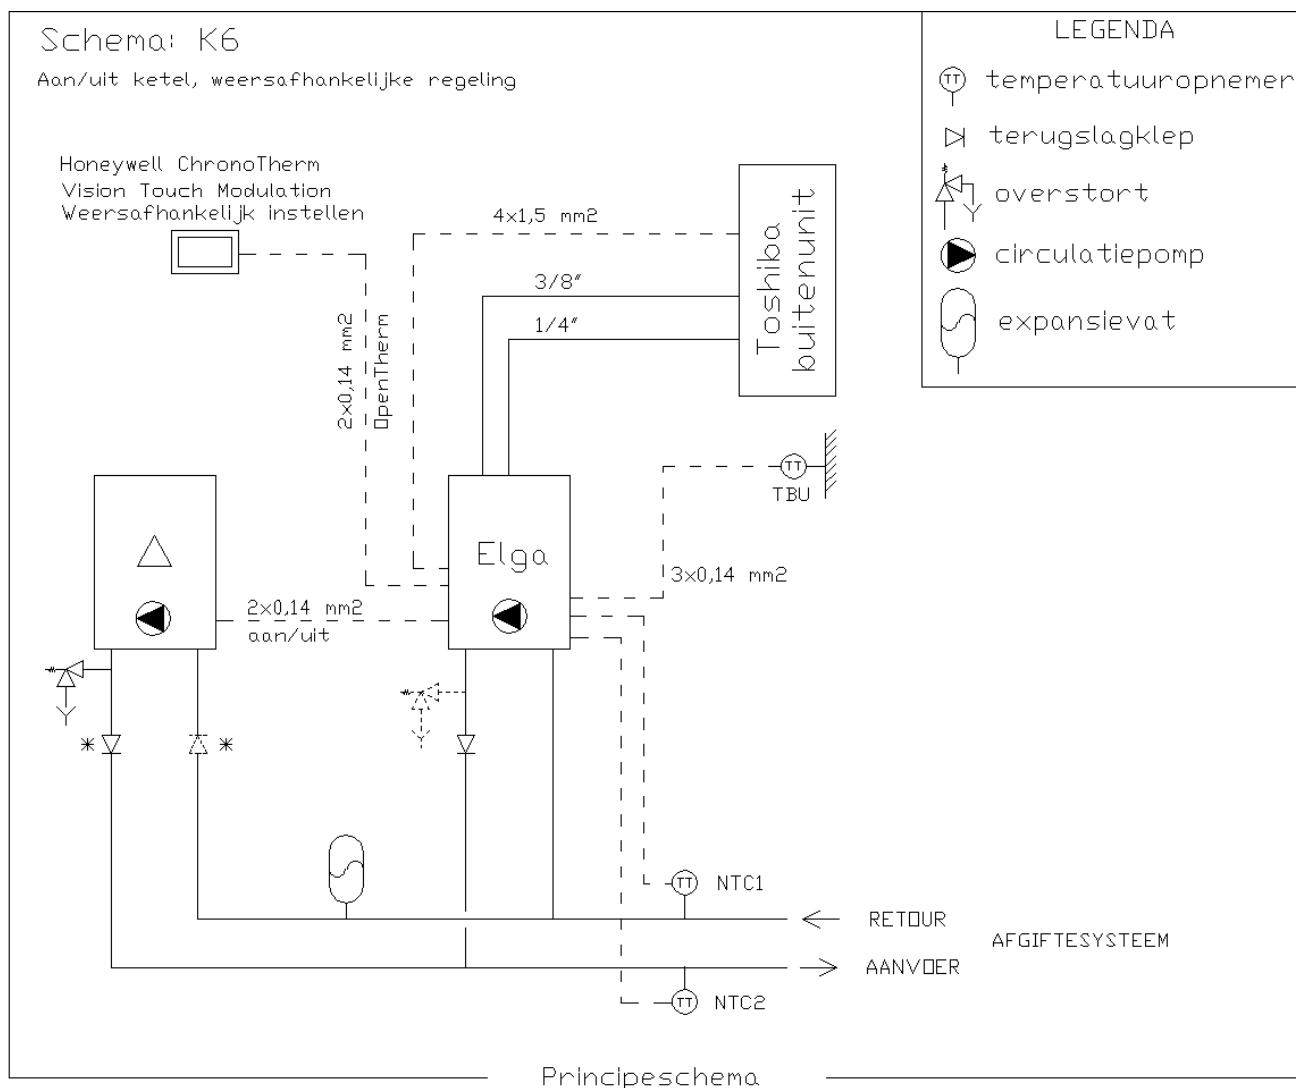 Schema: K6
Aan/uit ketel, weersafhankelijke regeling
LEGENDA
TT temperatuuropnemer
terugslagklep
overstort
circulatiepomp
expansievat
Honeywell ChronoTherm
Vision Touch Modulation
Weersafhankelijk instellen
4x1,5 mm2
3/8"
1/4"
Toshiba
buitenunit
2x0,14 mm2
OpenTherm
TT
TBU
Elga
3x0,14 mm2
2x0,14 mm2
aan/uit
* *
TT NTC1
RETOUR
AFGIFTESYSTEEM
AANVOER
TT NTC2
Principeschema